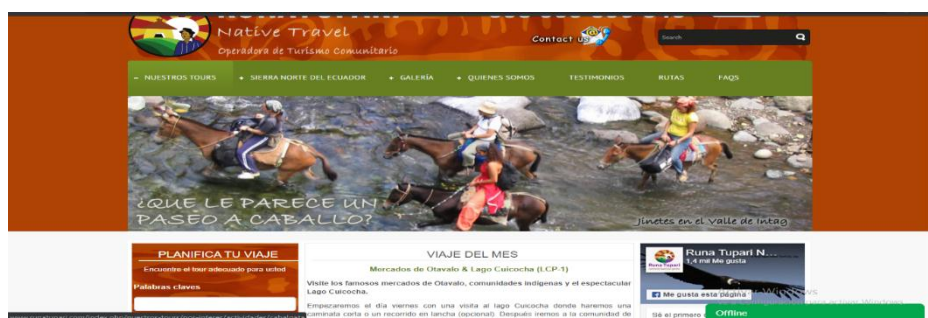 Native Travel
Operadora de Turismo Comunitario
Contact us
Search
NUESTROS TOURS
SIERRA NORTE DEL ECUADOR
GALERÍA
QUIENES SOMOS
TESTIMONIOS
RUTAS
FAQS
¿QUE LE PARECE UN
PASEO A CABALLO?
Jinetes en el Valle de Intag
PLANIFICA TU VIAJE
Encuentre el tour adecuado para usted
Palabras claves
VIAJE DEL MES
Mercados de Otavalo & Lago Cuicocha (LCP-1)
Visite los famosos mercados de Otavalo, comunidades indígenas y el espectacular
Lago Cuicocha.
Empezaremos el día viernes con una visita al lago Cuicocha donde haremos una
caminata corta o un recorrido en lancha (opcional). Después iremos a la comunidad de
Runa Tupari N...
1,4 mil Me gusta
Runa Tupari
Me gusta esta página
Sé el primero
Offline